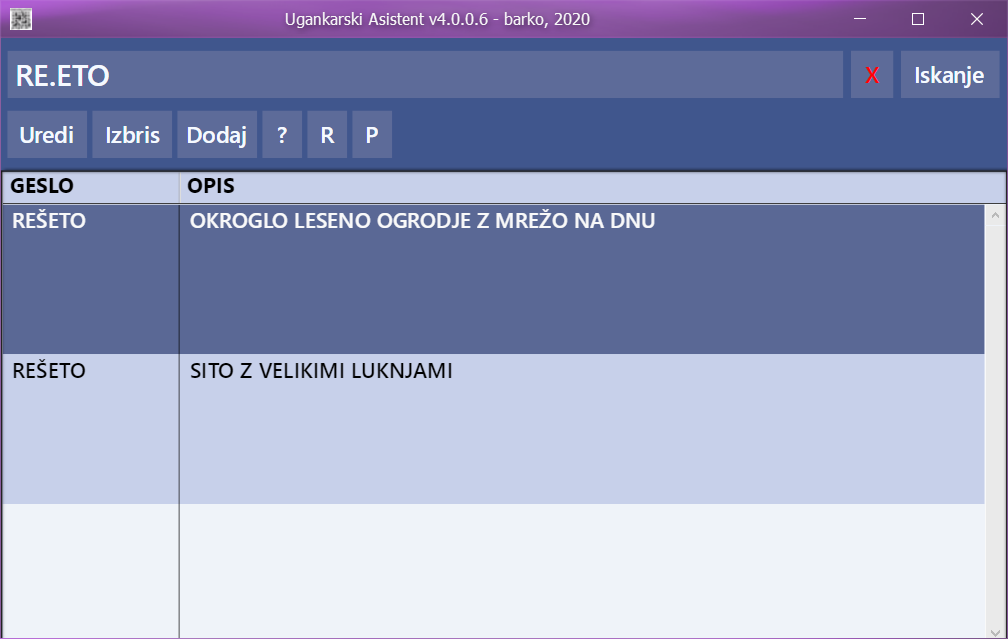 Ugankarski Asistent v4.0.0.6 - barko, 2020
RE.ETO X Iskanje
Uredi Izbris Dodaj ? R P
GESLO OPIS
REŠETO OKROGLO LESENO OGRODJE Z MREŽO NA DNU
REŠETO SITO Z VELIKIMI LUKNJAMI